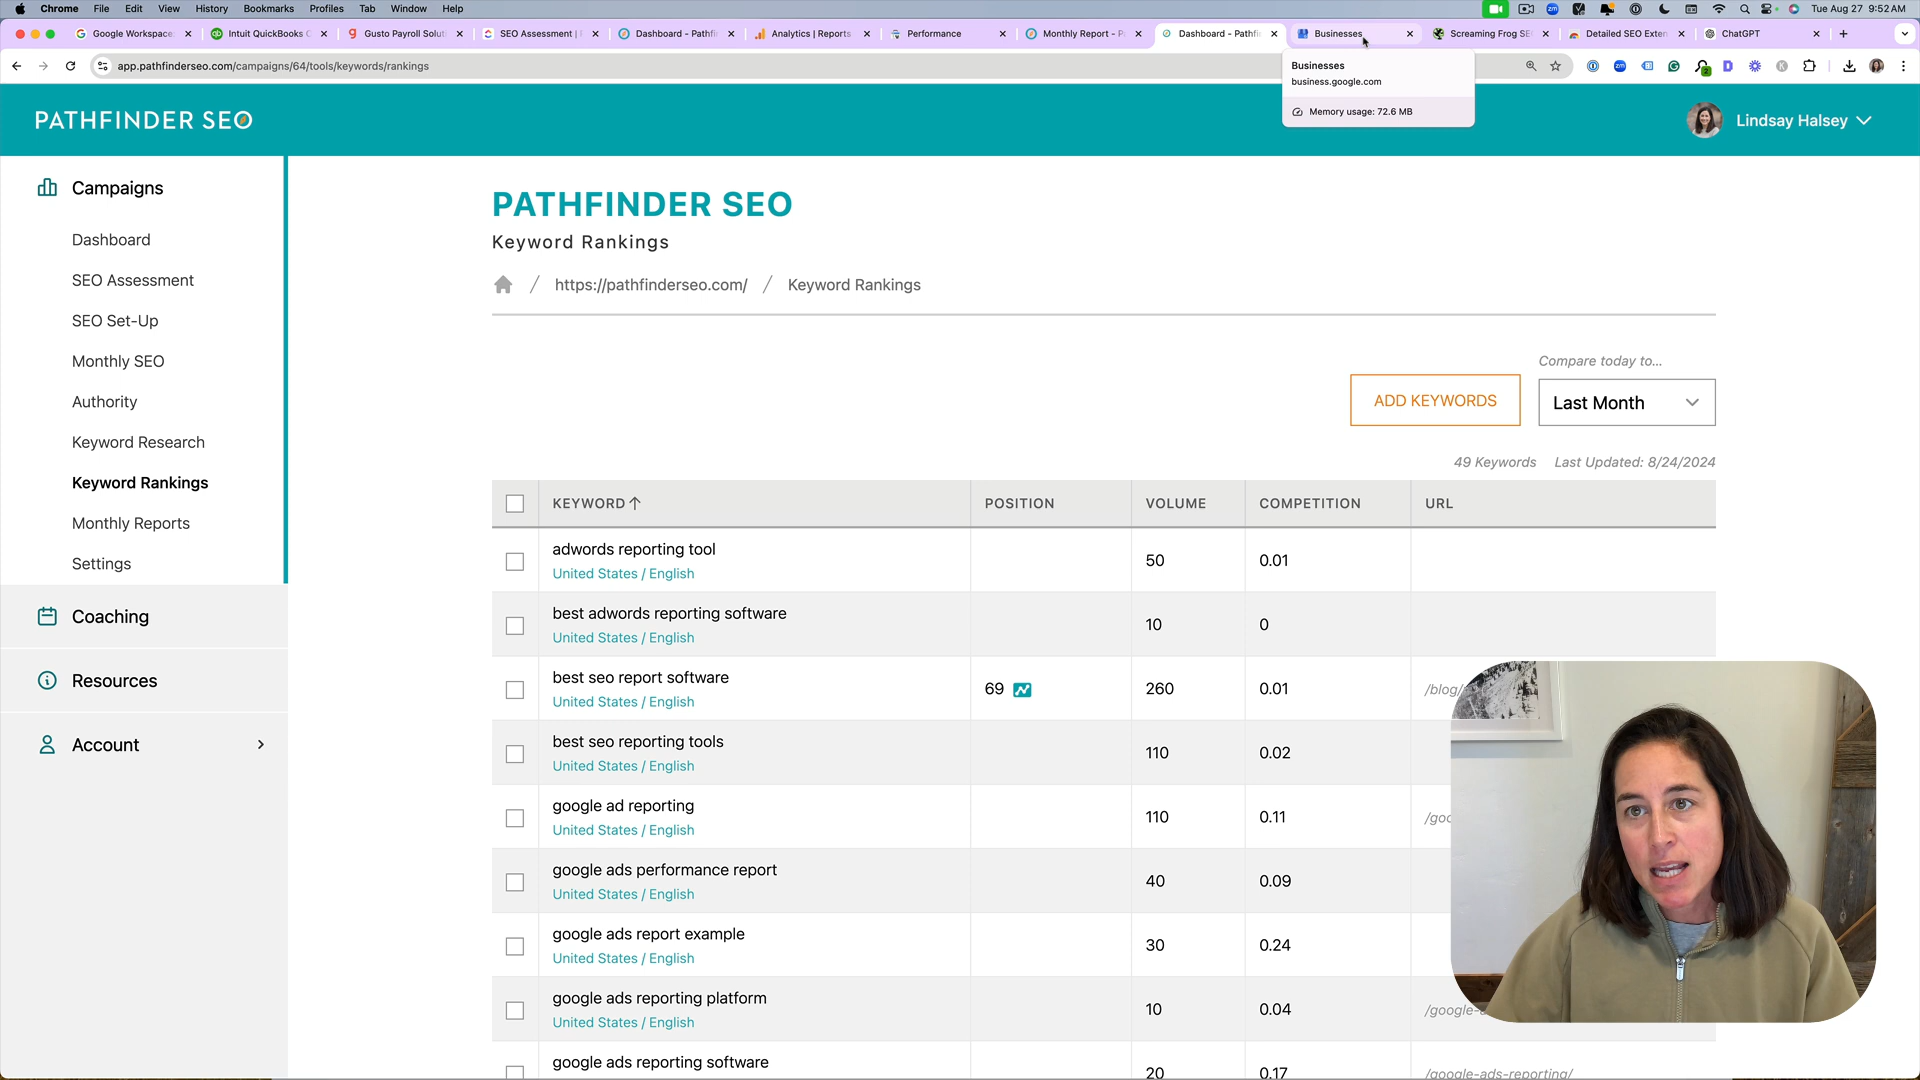 Chrome File Edit View History Bookmarks Profiles Tab Window Help Tue Aug 27 9:52 AM
Google Workspace Intuit QuickBooks Gusto Payroll Solut SEO Assessment | Dashboard - Pathfi Analytics | Reports Performance Monthly Report - P Dashboard - Pathfi Businesses Screaming Frog SE Detailed SEO Exten ChatGPT
app.pathfinderseo.com/campaigns/64/tools/keywords/rankings
Businesses
business.google.com
Memory usage: 72.6 MB
PATHFINDER SEO
Lindsay Halsey
Campaigns
Dashboard
SEO Assessment
SEO Set-Up
Monthly SEO
Authority
Keyword Research
Keyword Rankings
Monthly Reports
Settings
Coaching
Resources
Account
PATHFINDER SEO
Keyword Rankings
/ https://pathfinderseo.com/ / Keyword Rankings
Compare today to...
ADD KEYWORDS
Last Month
49 Keywords Last Updated: 8/24/2024
KEYWORD POSITION VOLUME COMPETITION URL
adwords reporting tool
United States / English
50 0.01
best adwords reporting software
United States / English
10 0
best seo report software
United States / English
69 260 0.01 /blog/
best seo reporting tools
United States / English
110 0.02
google ad reporting
United States / English
110 0.11 /goo
google ads performance report
United States / English
40 0.09
google ads report example
United States / English
30 0.24
google ads reporting platform
United States / English
10 0.04 /google-a
google ads reporting software
20 0.17 /google-ads-reporting/